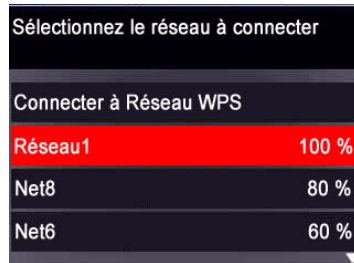 Sélectionnez le réseau à connecter
Connecter à Réseau WPS
Réseau1 100 %
Net8 80 %
Net6 60 %